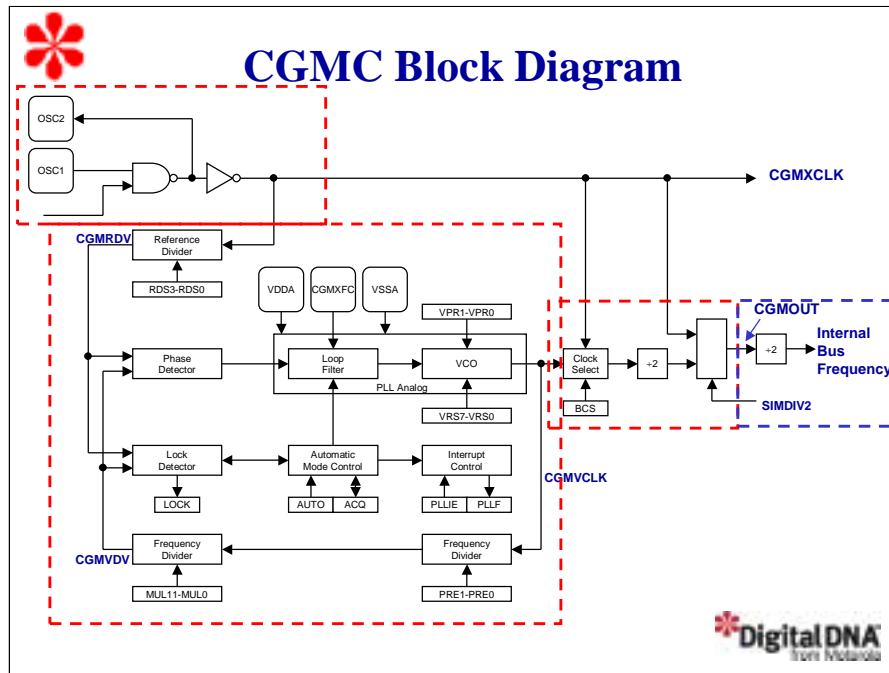 CGMC Block Diagram
OSC2
OSC1
CGMXCLK
CGMRDV
Reference
Divider
RDS3-RDS0
VDDA
CGMXFC
VSSA
VPR1-VPR0
CGMOUT
Phase
Detector
Loop
Filter
VCO
PLL Analog
Clock
Select
÷2
÷2
Internal
Bus
Frequency
BCS
SIMDIV2
VRS7-VRS0
Lock
Detector
Automatic
Mode Control
Interrupt
Control
CGMVCLK
LOCK
AUTO
ACQ
PLLIE
PLLF
CGMVDV
Frequency
Divider
Frequency
Divider
MUL11-MUL0
PRE1-PRE0
DigitalDNA
from Motorola